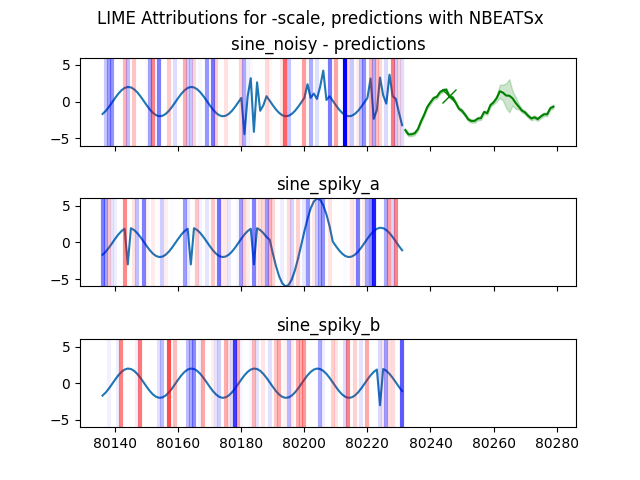 LIME Attributions for -scale, predictions with NBEATSx
sine_noisy - predictions
5
0
−5
sine_spiky_a
5
0
−5
sine_spiky_b
5
0
−5
80140 80160 80180 80200 80220 80240 80260 80280